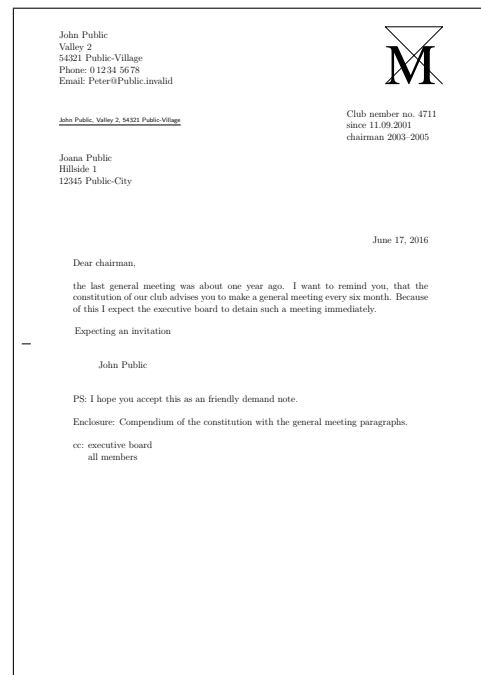 John Public
Valley 2
54321 Public-Village
Phone: 0 12 34 56 78
Email: Peter@Public.invalid
M
John Public, Valley 2, 54321 Public-Village
Club nember no. 4711
since 11.09.2001
chairman 2003–2005
Joana Public
Hillside 1
12345 Public-City
June 17, 2016
Dear chairman,
the last general meeting was about one year ago. I want to remind you, that the
constitution of our club advises you to make a general meeting every six month. Because
of this I expect the executive board to detain such a meeting immediately.
Expecting an invitation
John Public
PS: I hope you accept this as an friendly demand note.
Enclosure: Compendium of the constitution with the general meeting paragraphs.
cc: executive board
all members